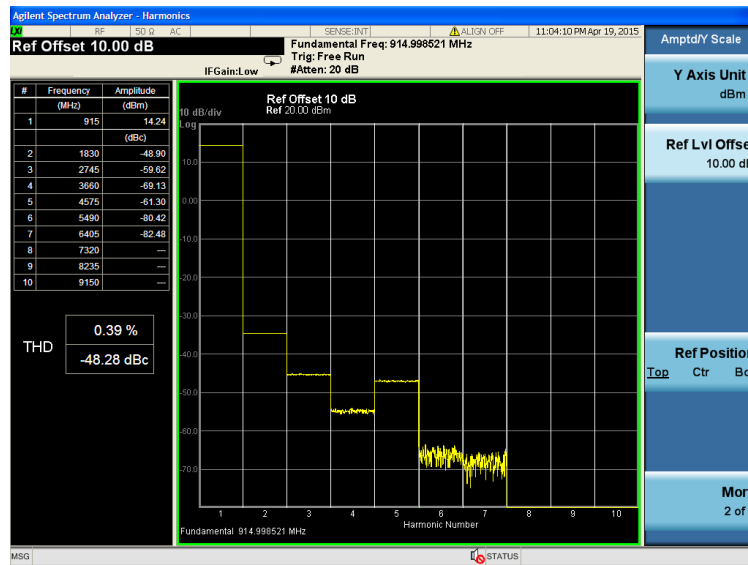 Agilent Spectrum Analyzer - Harmonics
LXI RF 50 Ω AC SENSE:INT ALIGN OFF 11:04:10 PM Apr 19, 2015
Ref Offset 10.00 dB
Fundamental Freq: 914.998521 MHz
Trig: Free Run
IFGain:Low #Atten: 20 dB
Amptd/Y Scale
Y Axis Unit
dBm
Ref Lvl Offse
10.00 dB
Ref Position
Top Ctr Bo
Mor
2 of
# Frequency Amplitude
(MHz) (dBm)
1 915 14.24
(dBc)
2 1830 -48.90
3 2745 -59.62
4 3660 -69.13
5 4575 -61.30
6 5490 -80.42
7 6405 -82.48
8 7320 ---
9 8235 ---
10 9150 ---
THD 0.39 %
-48.28 dBc
Ref Offset 10 dB
10 dB/div Ref 20.00 dBm
Log
10.0
0.00
-10.0
-20.0
-30.0
-40.0
-50.0
-60.0
-70.0
1 2 3 4 5 6 7 8 9 10
Harmonic Number
Fundamental 914.998521 MHz
MSG STATUS